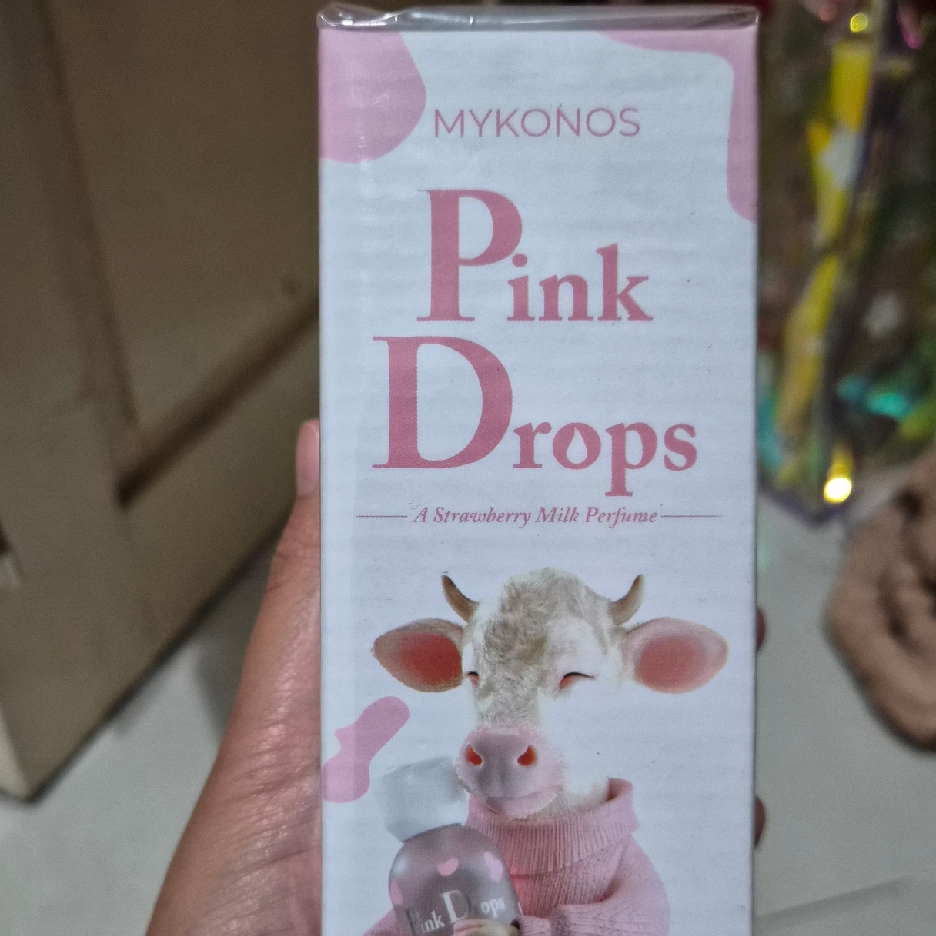 MYKONOS
Pink
Drops
A Strawberry Milk Perfume
Pink Drops